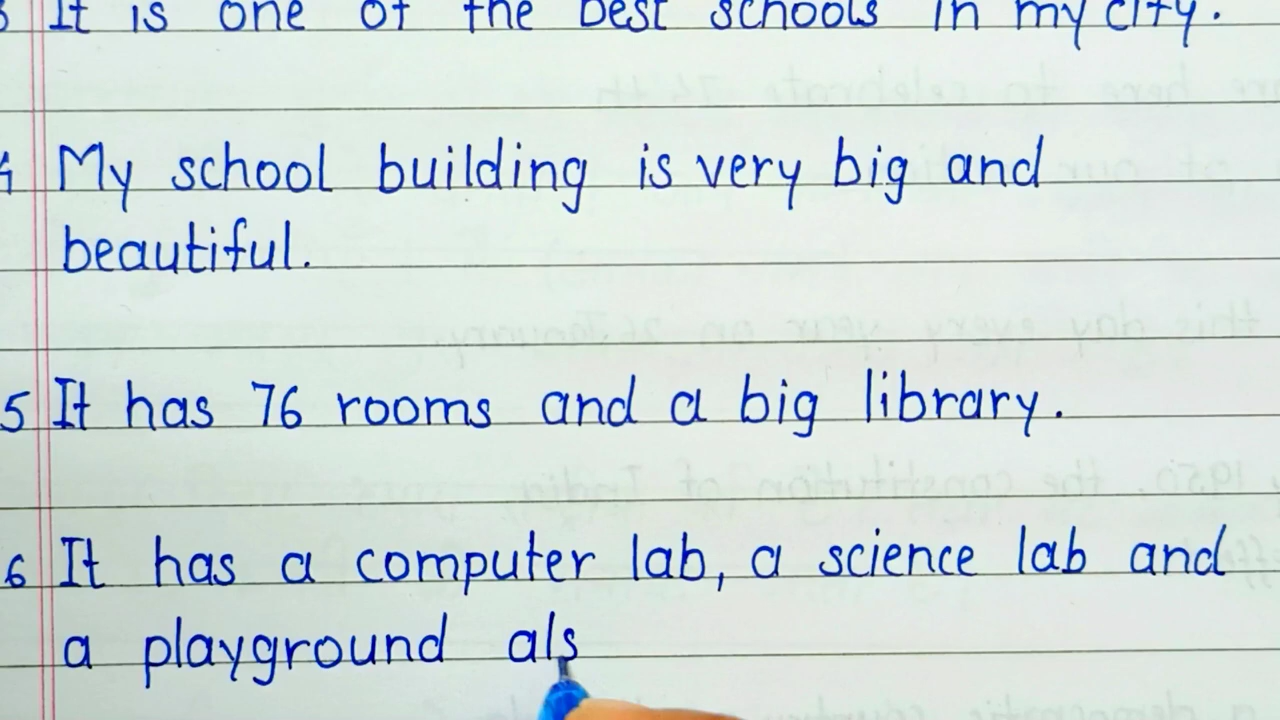 3 It is one of the best schools in my city.
4 My school building is very big and
beautiful.
5 It has 76 rooms and a big library.
6 It has a computer lab, a science lab and
a playground als